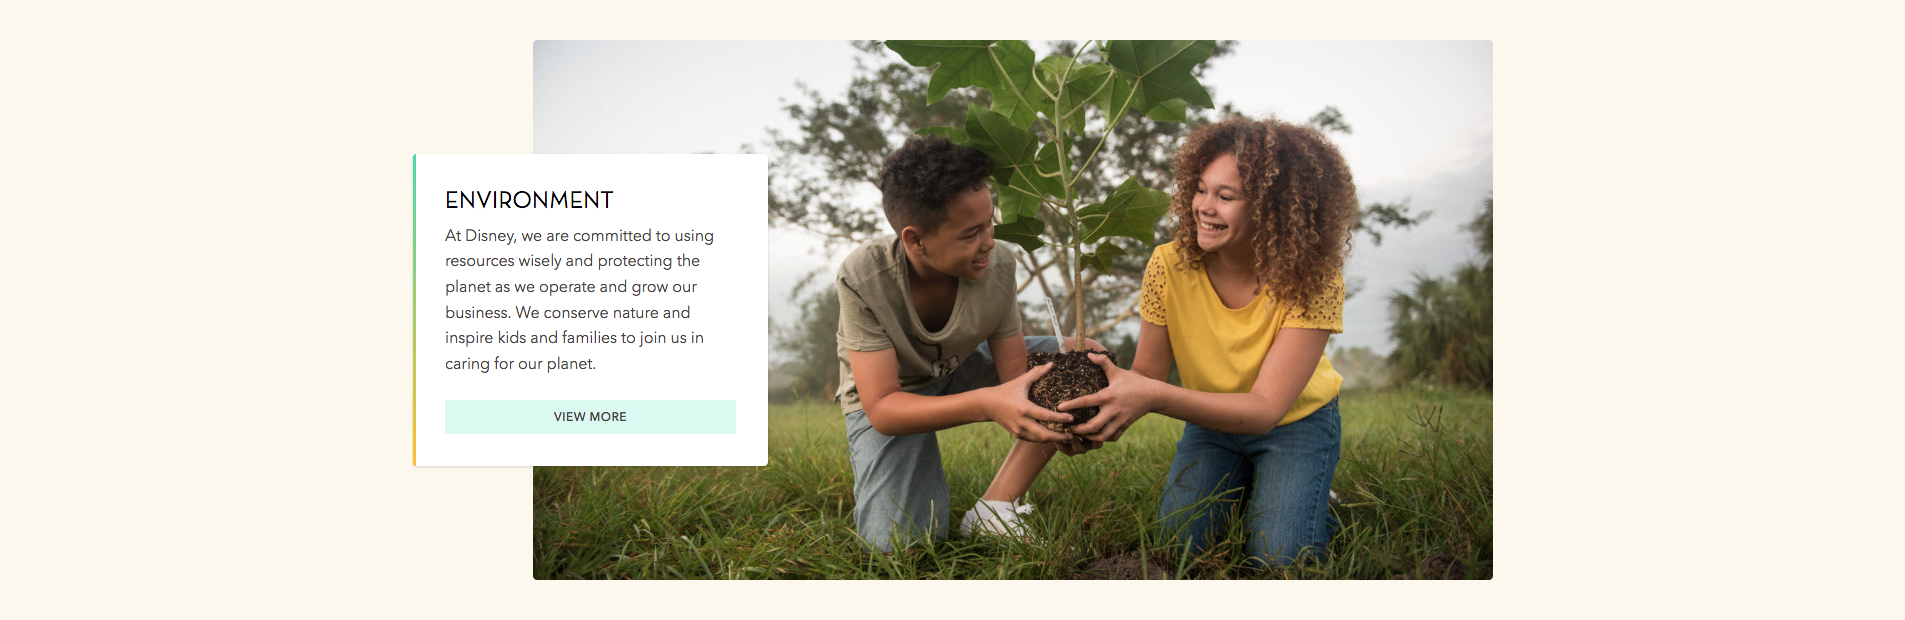 ENVIRONMENT
At Disney, we are committed to using
resources wisely and protecting the
planet as we operate and grow our
business. We conserve nature and
inspire kids and families to join us in
caring for our planet.
VIEW MORE